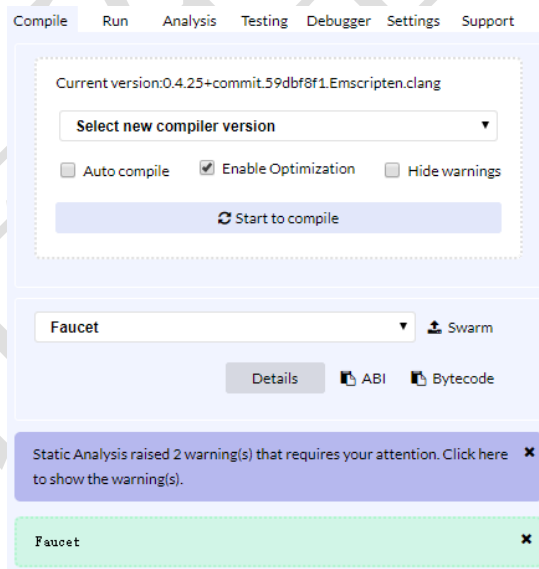 Compile Run Analysis Testing Debugger Settings Support
Current version:0.4.25+commit.59dbf8f1.Emscripten.clang
Select new compiler version
Auto compile Enable Optimization Hide warnings
Start to compile
Faucet Swarm
Details ABI Bytecode
Static Analysis raised 2 warning(s) that requires your attention. Click here
to show the warning(s).
Faucet